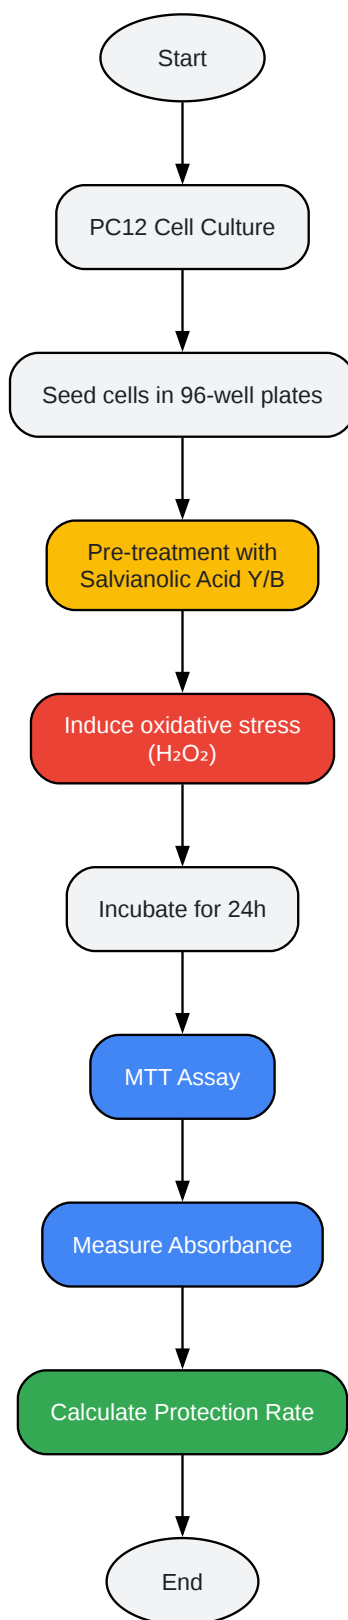 Start
PC12 Cell Culture
Seed cells in 96-well plates
Pre-treatment with
Salvianolic Acid Y/B
Induce oxidative stress
(H₂O₂)
Incubate for 24h
MTT Assay
Measure Absorbance
Calculate Protection Rate
End